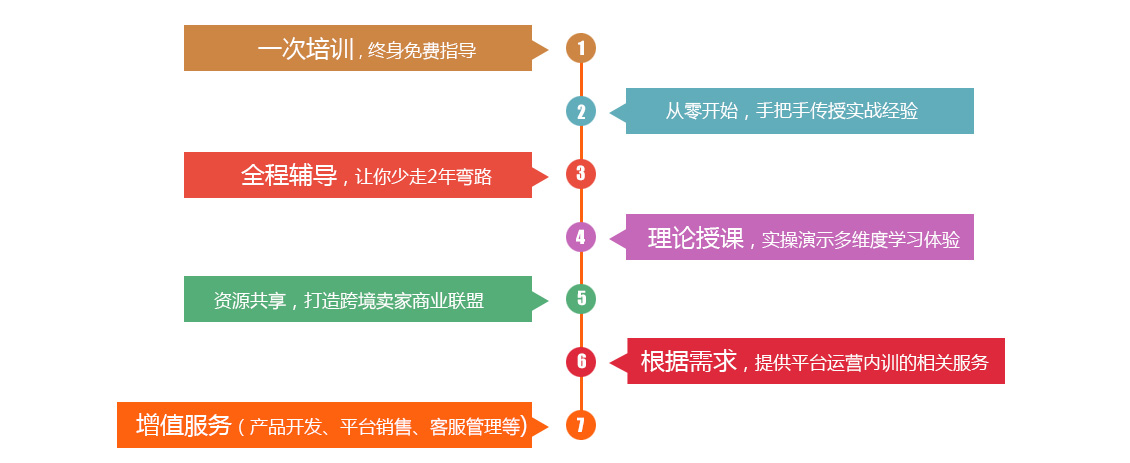 一次培训，终身免费指导
1
2
从零开始，手把手传授实战经验
全程辅导，让你少走2年弯路
3
4
理论授课，实操演示多维度学习体验
资源共享，打造跨境卖家商业联盟
5
6
根据需求，提供平台运营内训的相关服务
增值服务（产品开发、平台销售、客服管理等)
7